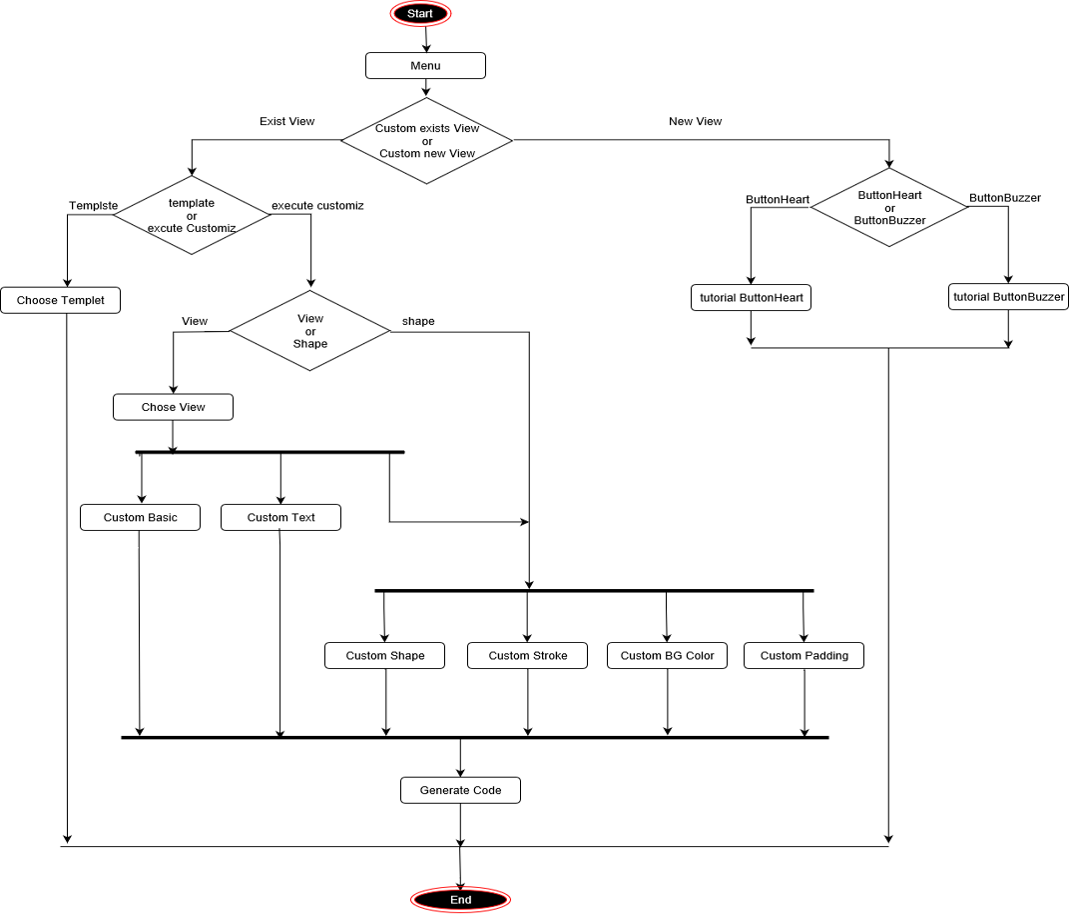 Start
Menu
Exist View
New View
Custom exists View
or
Custom new View
Templste
template
or
excute Customiz
execute customiz
ButtonHeart
ButtonHeart
or
ButtonBuzzer
ButtonBuzzer
Choose Templet
tutorial ButtonHeart
tutorial ButtonBuzzer
View
View
or
Shape
shape
Chose View
Custom Basic
Custom Text
Custom Shape
Custom Stroke
Custom BG Color
Custom Padding
Generate Code
End